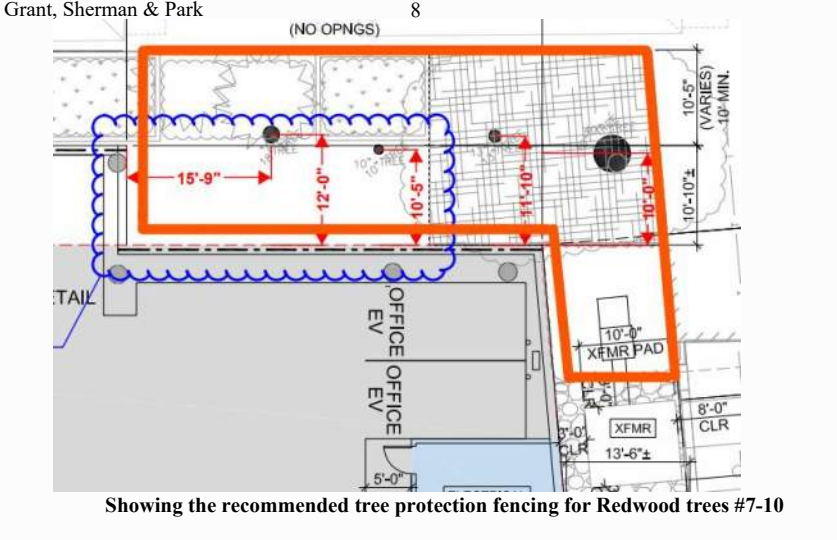 Grant, Sherman & Park
8
(NO OPNGS)
10'-5"
(VARIES)
10' MIN.
15'-9"
12'-0"
10'-5"
11'-10"
10'-0"
10'-10"±
TAIL
OFFICE
EV
OFFICE
EV
10'-0"
XFMR PAD
CLR
XFMR
8'-0"
CLR
3'-0"
CLR
13'-6"±
5'-0"
Showing the recommended tree protection fencing for Redwood trees #7-10